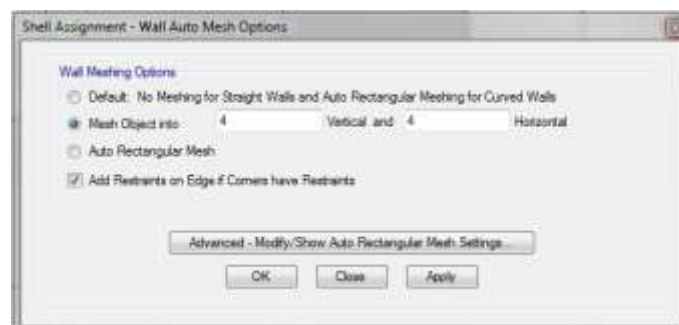 Shell Assignment - Wall Auto Mesh Options
Wall Meshing Options
Default: No Meshing for Straight Walls and Auto Rectangular Meshing for Curved Walls
Mesh Object into 4 Vertical and 4 Horizontal
Auto Rectangular Mesh
Add Restraints on Edge if Corners have Restraints
Advanced - Modify/Show Auto Rectangular Mesh Settings...
OK Close Apply